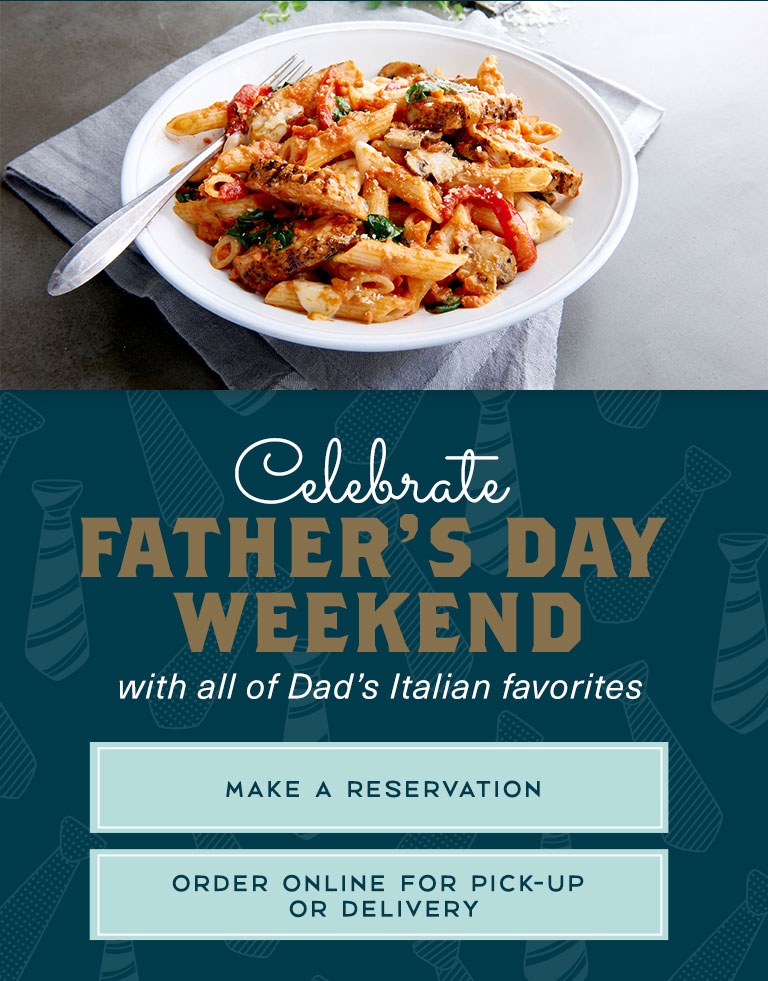 Celebrate
FATHER'S DAY
WEEKEND
with all of Dad's Italian favorites
MAKE A RESERVATION
ORDER ONLINE FOR PICK-UP
OR DELIVERY